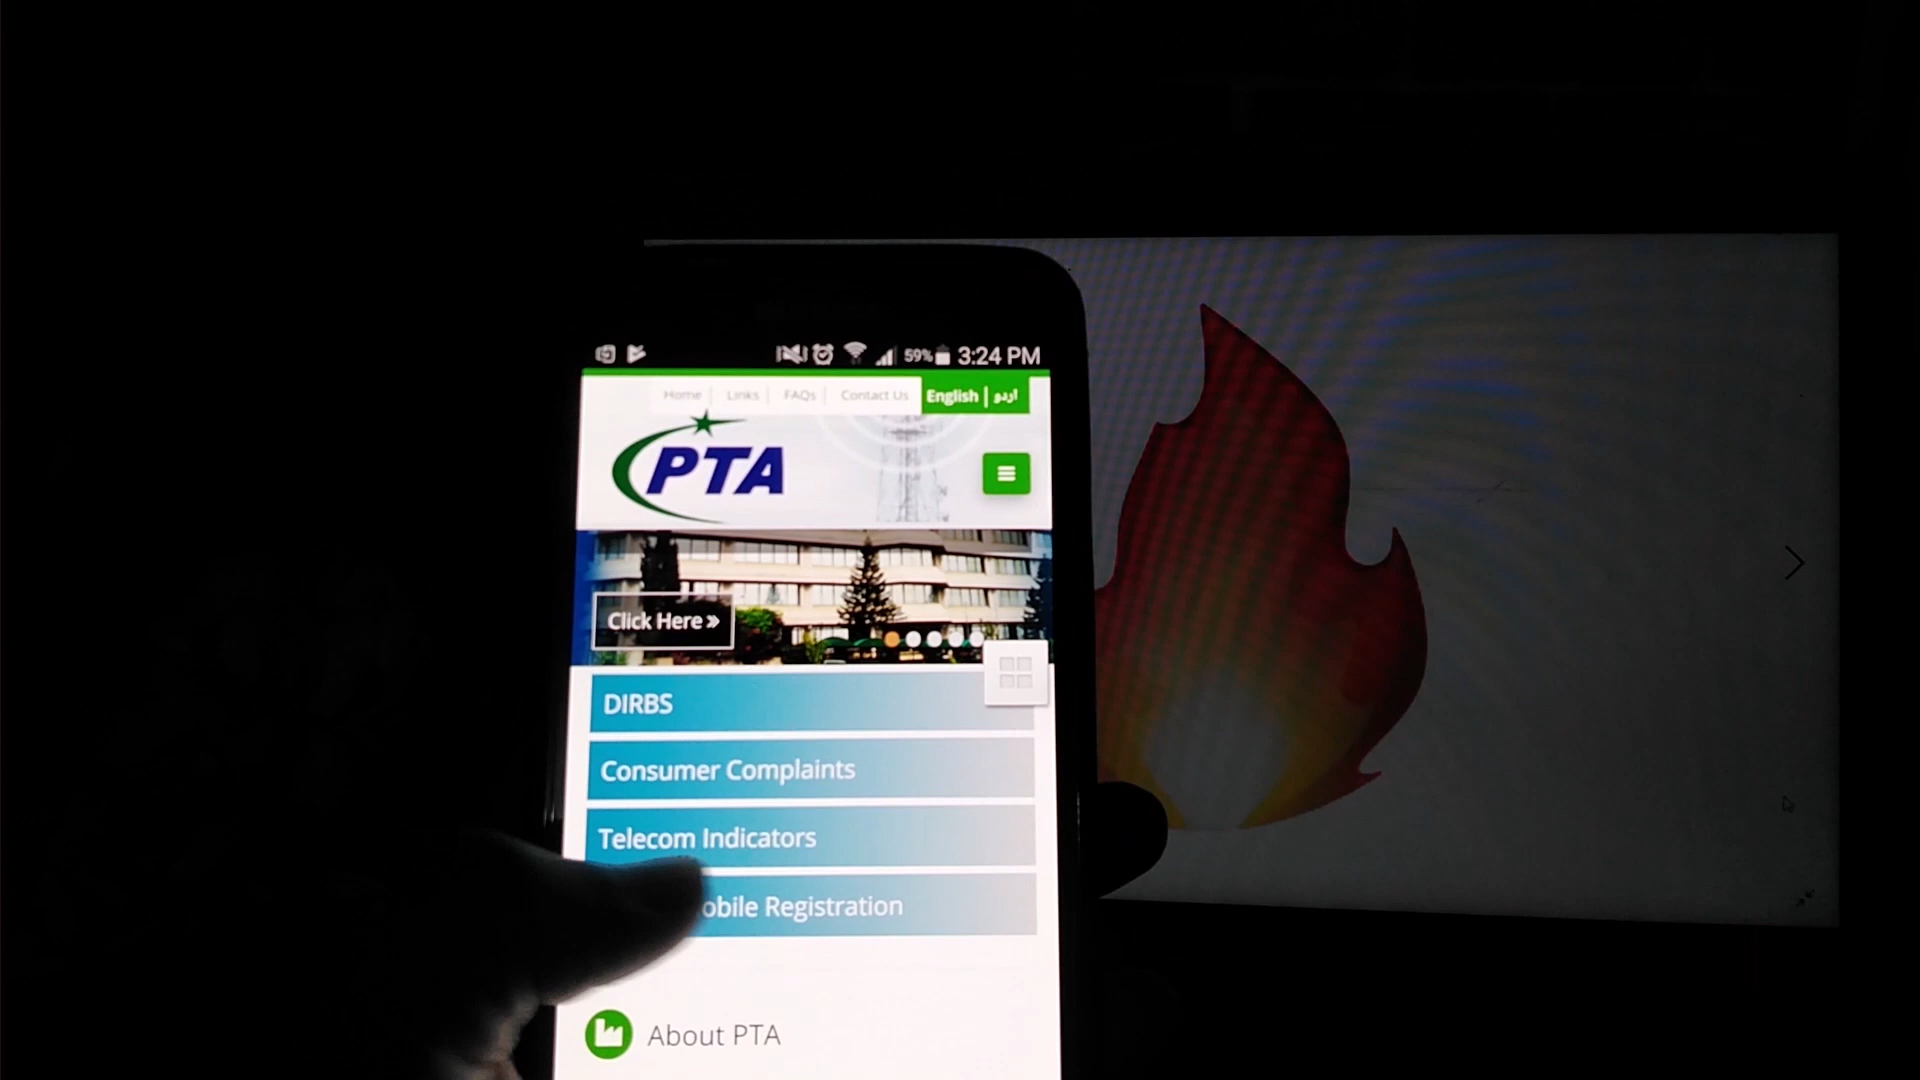 59% 3:24 PM
Home Links FAQs Contact Us English | اردو
PTA
Click Here »
DIRBS
Consumer Complaints
Telecom Indicators
obile Registration
About PTA